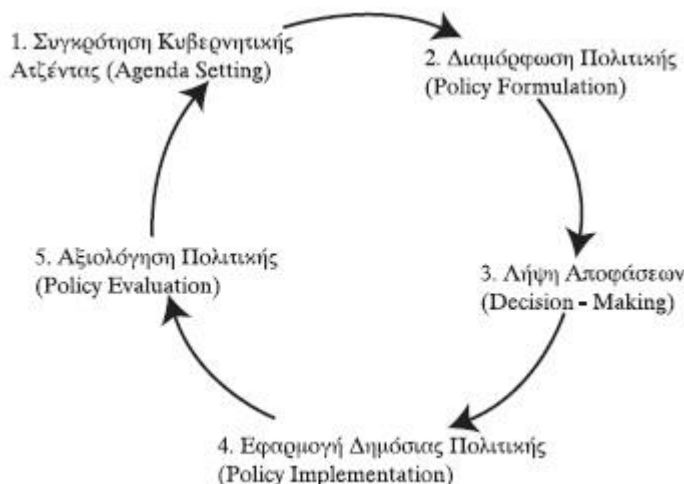 1. Συγκρότηση Κυβερνητικής
Ατζέντας (Agenda Setting)
2. Διαμόρφωση Πολιτικής
(Policy Formulation)
3. Λήψη Αποφάσεων
(Decision - Making)
4. Εφαρμογή Δημόσιας Πολιτικής
(Policy Implementation)
5. Αξιολόγηση Πολιτικής
(Policy Evaluation)